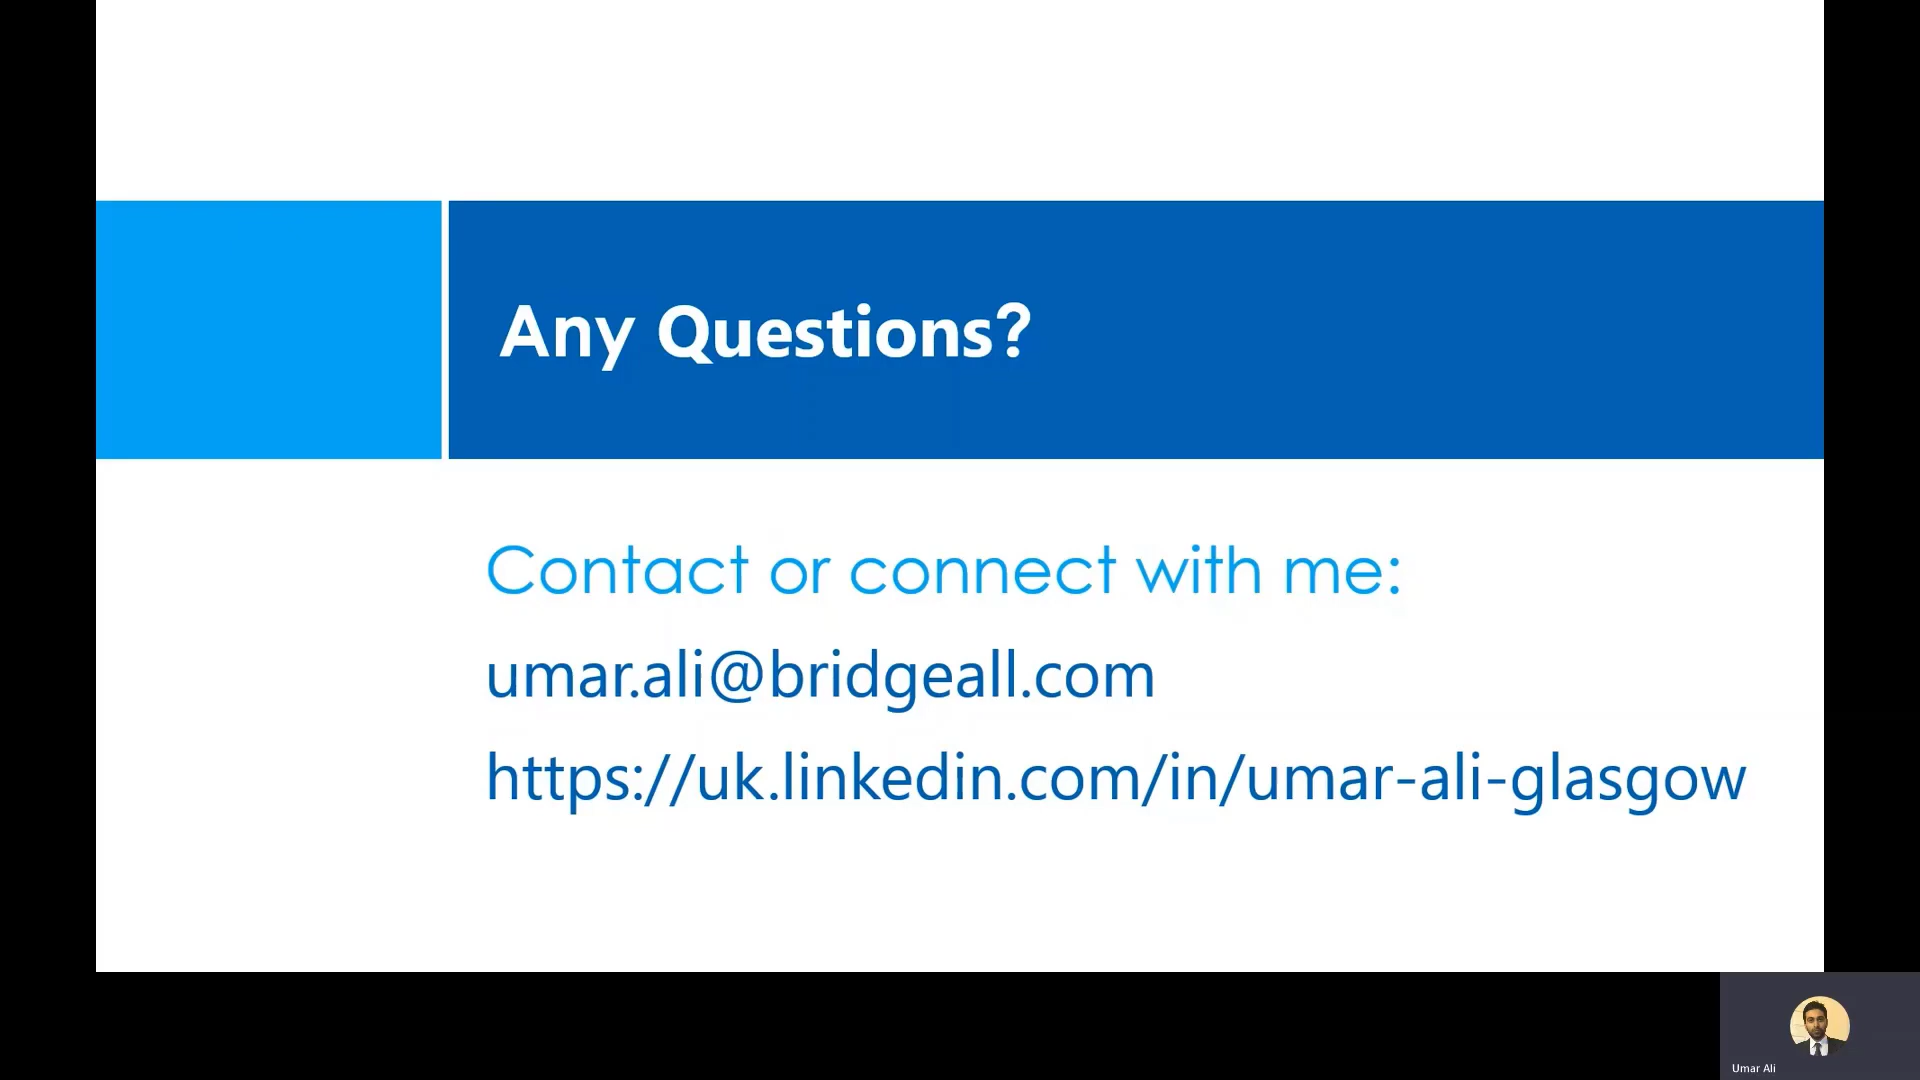 Any Questions?
Contact or connect with me:
umar.ali@bridgeall.com
https://uk.linkedin.com/in/umar-ali-glasgow
Umar Ali